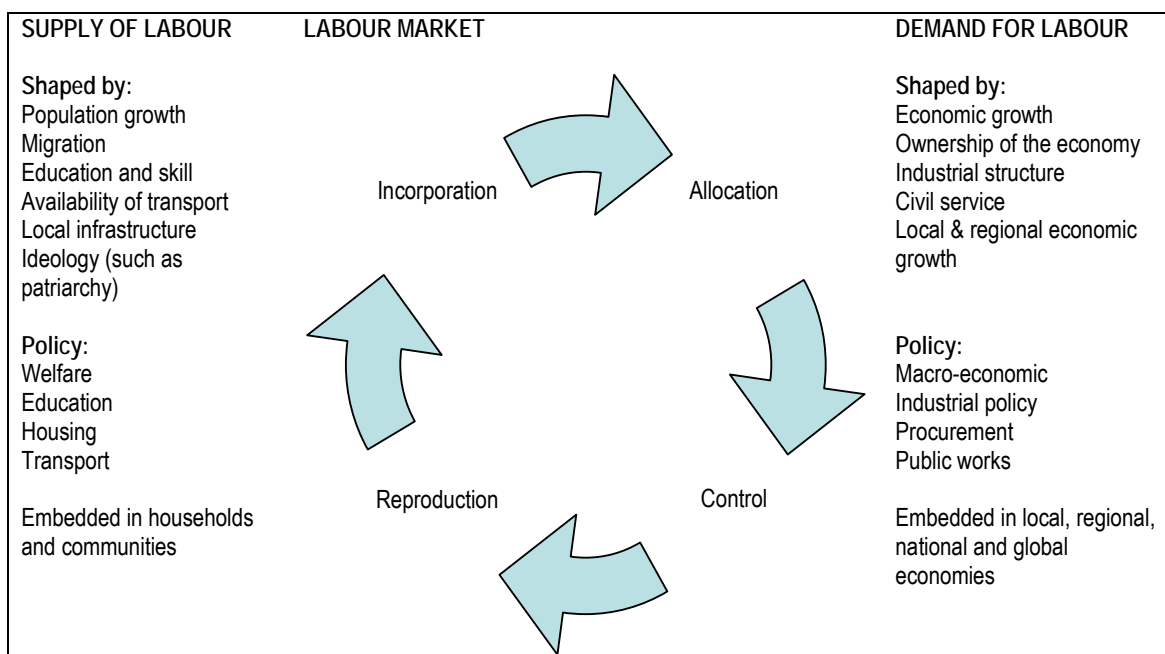 SUPPLY OF LABOUR
Shaped by:
Population growth
Migration
Education and skill
Availability of transport
Local infrastructure
Ideology (such as
patriarchy)
Policy:
Welfare
Education
Housing
Transport
Embedded in households
and communities
LABOUR MARKET
Incorporation
Allocation
Reproduction
Control
DEMAND FOR LABOUR
Shaped by:
Economic growth
Ownership of the economy
Industrial structure
Civil service
Local & regional economic
growth
Policy:
Macro-economic
Industrial policy
Procurement
Public works
Embedded in local, regional,
national and global
economies